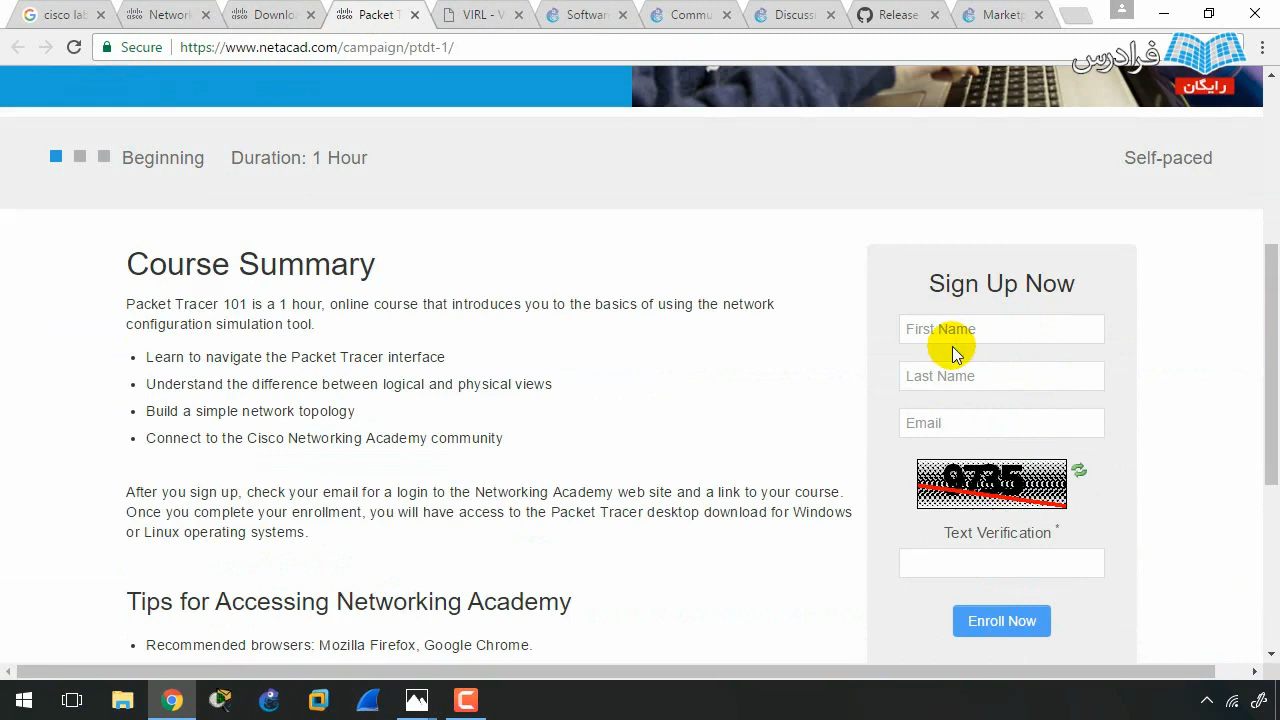 cisco lab
Network
Downloa
Packet T
VIRL - V
Software
Commu
Discussi
Release
Marketp
Secure
https://www.netacad.com/campaign/ptdt-1/
فرادرس
رایگان
Beginning
Duration: 1 Hour
Self-paced
Course Summary
Packet Tracer 101 is a 1 hour, online course that introduces you to the basics of using the network
configuration simulation tool.
• Learn to navigate the Packet Tracer interface
• Understand the difference between logical and physical views
• Build a simple network topology
• Connect to the Cisco Networking Academy community
After you sign up, check your email for a login to the Networking Academy web site and a link to your course.
Once you complete your enrollment, you will have access to the Packet Tracer desktop download for Windows
or Linux operating systems.
Tips for Accessing Networking Academy
• Recommended browsers: Mozilla Firefox, Google Chrome.
Sign Up Now
First Name
Last Name
Email
9735
Text Verification *
Enroll Now